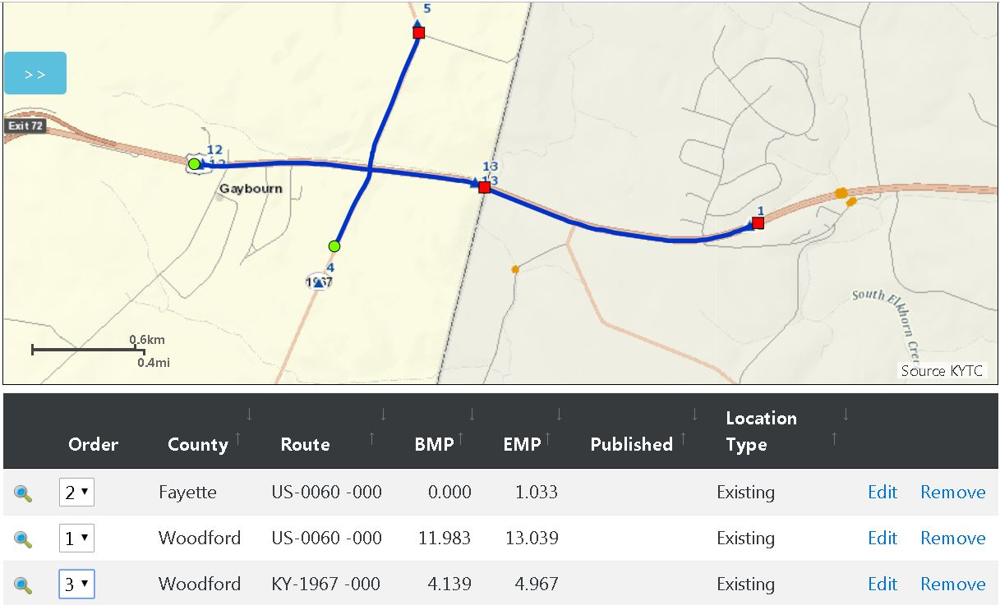 5
>>
Exit 72
12
12
13
13
Gaybourn
1
4
1967
South Elkhorn Cree
0.6km
0.4mi
Source KYTC
Order County Route BMP EMP Published Location Type
2 Fayette US-0060 -000 0.000 1.033 Existing Edit Remove
1 Woodford US-0060 -000 11.983 13.039 Existing Edit Remove
3 Woodford KY-1967 -000 4.139 4.967 Existing Edit Remove